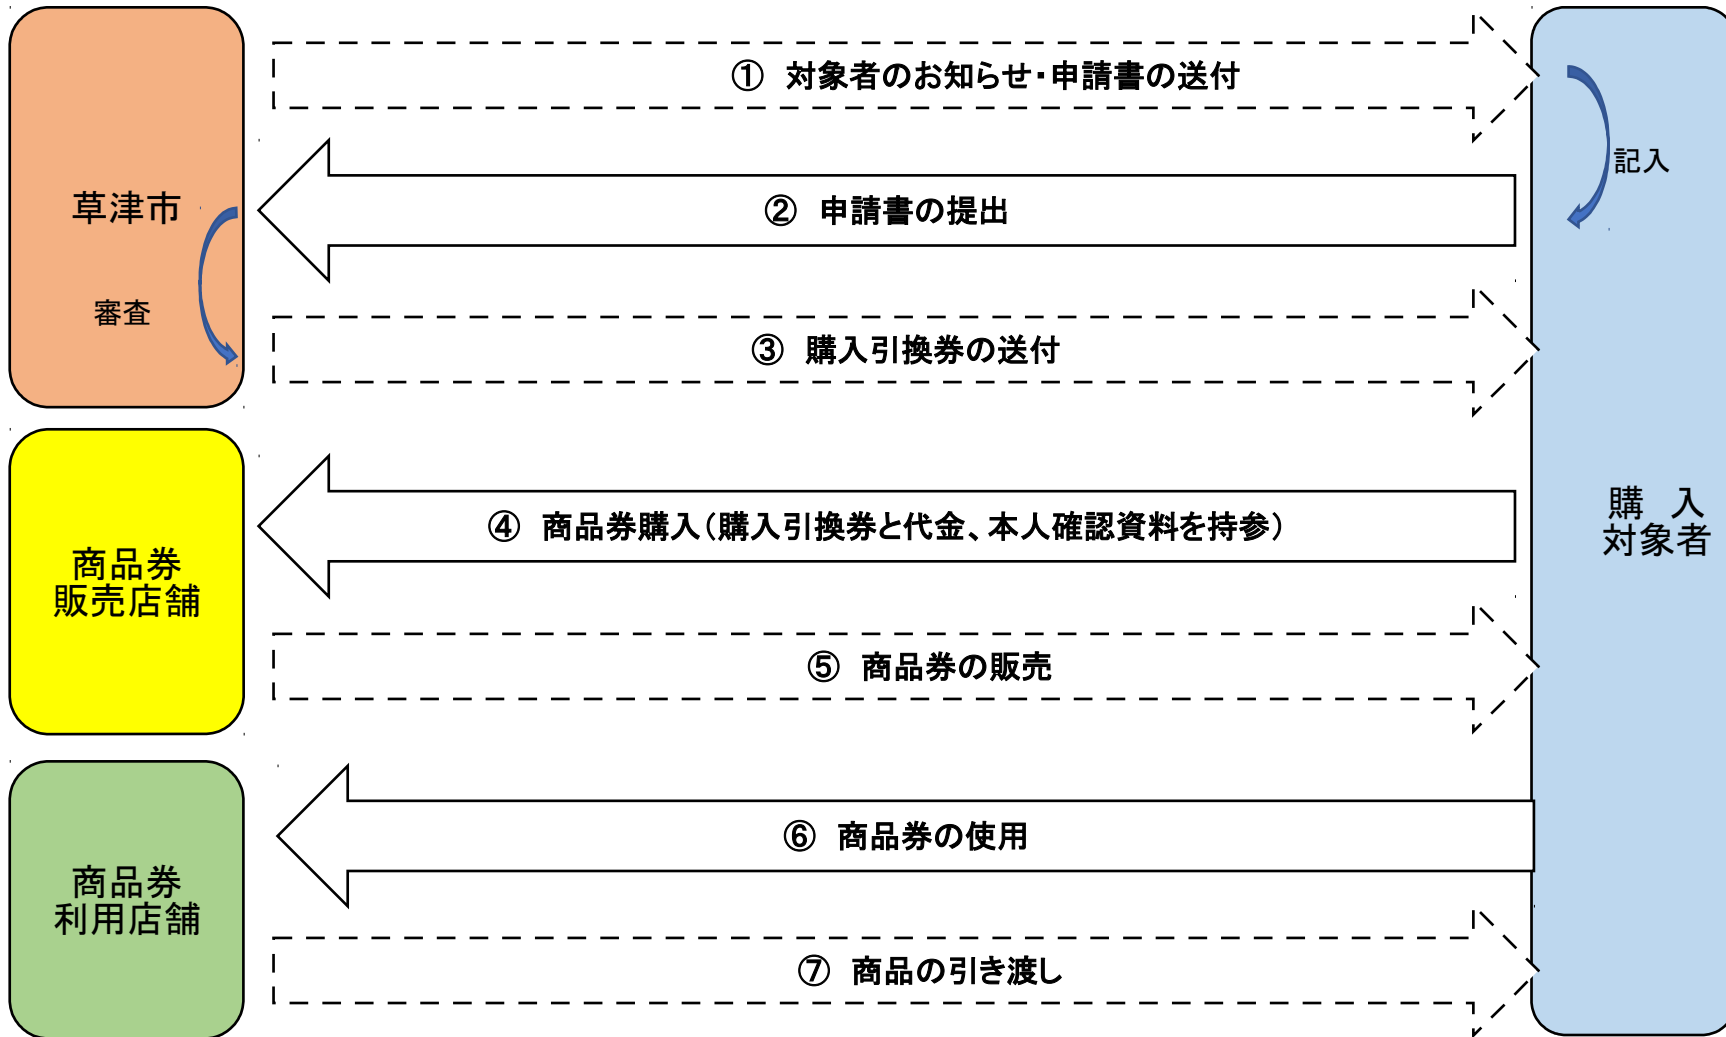 ① 対象者のお知らせ・申請書の送付
記入
草津市
② 申請書の提出
審査
③ 購入引換券の送付
④ 商品券購入（購入引換券と代金、本人確認資料を持参）
購 入
対象者
商品券
販売店舗
⑤ 商品券の販売
⑥ 商品券の使用
商品券
利用店舗
⑦ 商品の引き渡し